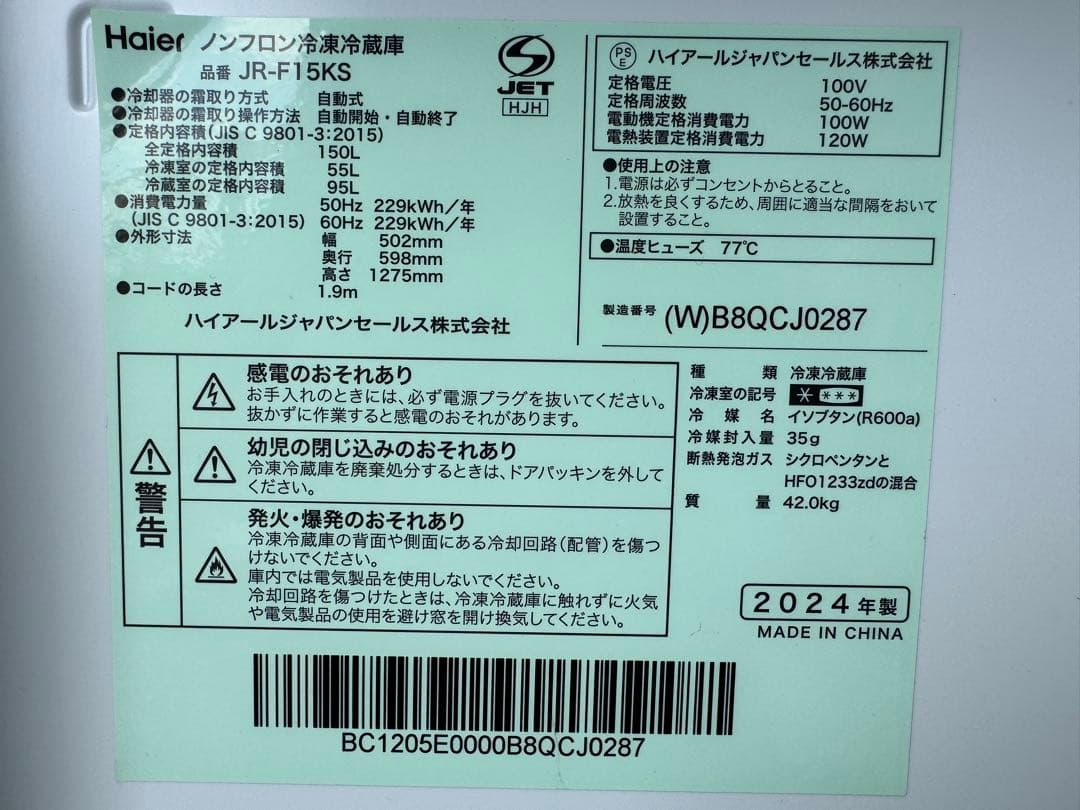 Haier ノンフロン冷凍冷蔵庫
品番 JR-F15KS
●冷却器の霜取り方式 自動式
●冷却器の霜取り操作方法 自動開始・自動終了
●定格内容積(JIS C 9801-3:2015)
全定格内容積 150L
冷凍室の定格内容積 55L
冷蔵室の定格内容積 95L
●消費電力量 50Hz 229kWh/年
(JIS C 9801-3:2015) 60Hz 229kWh/年
●外形寸法 幅 502mm
奥行 598mm
高さ 1275mm
●コードの長さ 1.9m
ハイアールジャパンセールス株式会社
S
JET
HJH
PSE ハイアールジャパンセールス株式会社
定格電圧 100V
定格周波数 50-60Hz
電動機定格消費電力 100W
電熱装置定格消費電力 120W
●使用上の注意
1.電源は必ずコンセントからとること。
2.放熱を良くするため、周囲に適当な間隔をおいて
設置すること。
●温度ヒューズ 77℃
製造番号 (W)B8QCJ0287
警告
感電のおそれあり
お手入れのときには、必ず電源プラグを抜いてください。
抜かずに作業すると感電のおそれがあります。
幼児の閉じ込みのおそれあり
冷凍冷蔵庫を廃棄処分するときは、ドアパッキンを外して
ください。
発火・爆発のおそれあり
冷凍冷蔵庫の背面や側面にある冷却回路(配管)を傷つ
けないでください。
庫内では電気製品を使用しないでください。
冷却回路を傷つけたときは、冷凍冷蔵庫に触れずに火気
や電気製品の使用を避け窓を開け換気してください。
種類 冷凍冷蔵庫
冷凍室の記号 * ***
冷媒名 イソブタン(R600a)
冷媒封入量 35g
断熱発泡ガス シクロペンタンと
HFO1233zdの混合
質量 42.0kg
2024年製
MADE IN CHINA
BC1205E0000B8QCJ0287